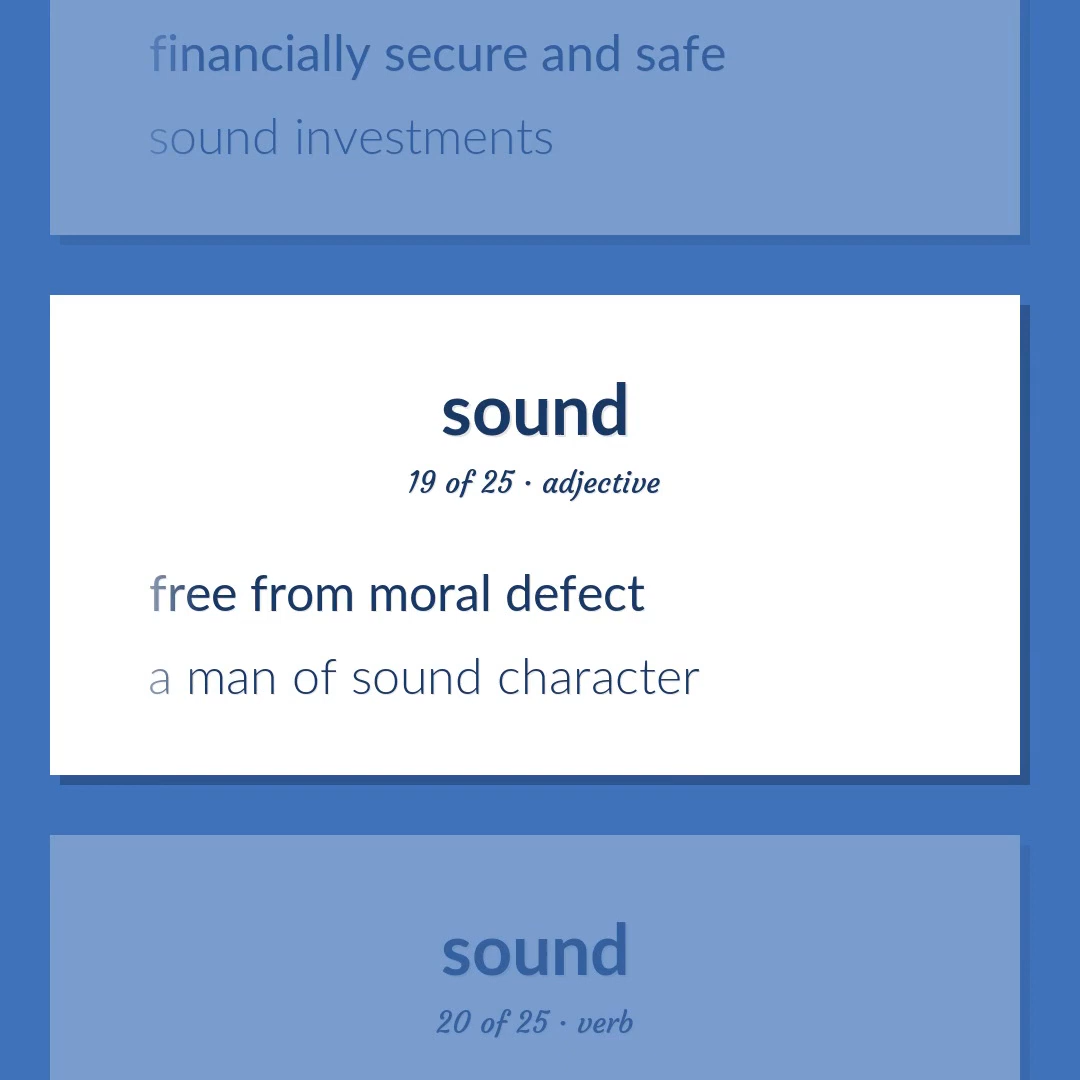 financially secure and safe
sound investments
sound
19 of 25 · adjective
free from moral defect
a man of sound character
sound
20 of 25 · verb